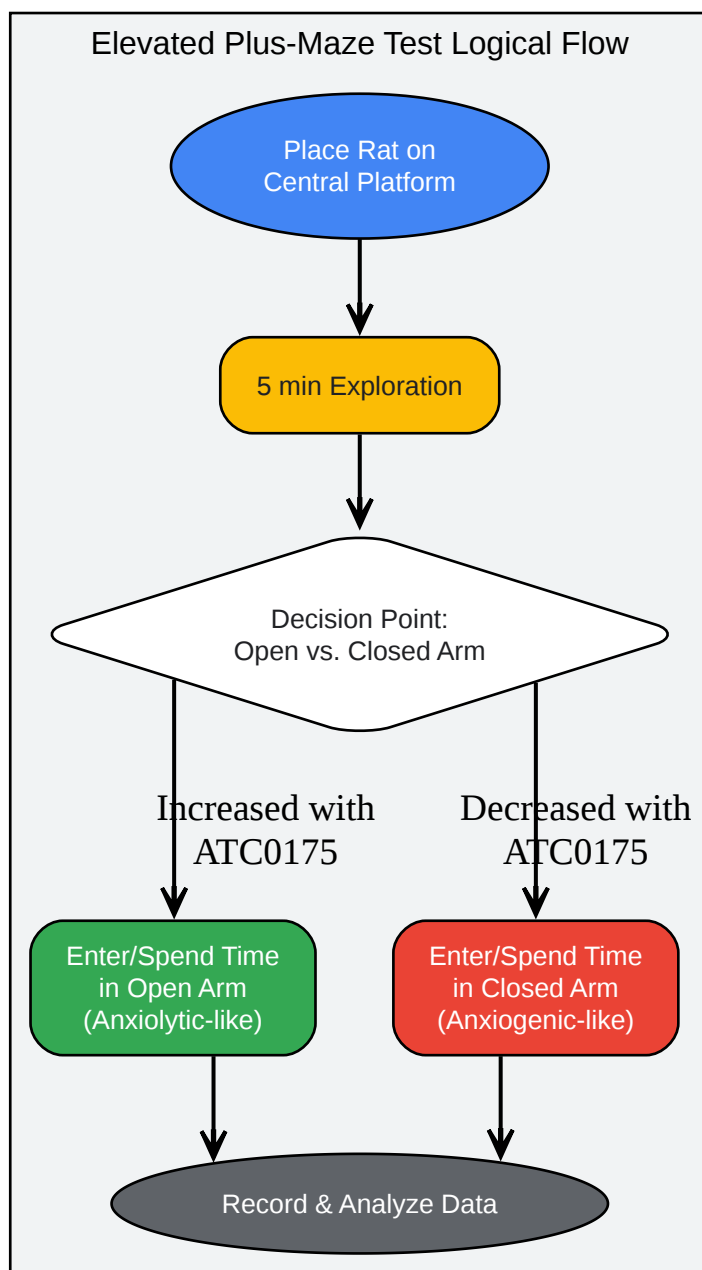 Elevated Plus-Maze Test Logical Flow
Place Rat on
Central Platform
5 min Exploration
Decision Point:
Open vs. Closed Arm
Increased with
ATC0175
Decreased with
ATC0175
Enter/Spend Time
in Open Arm
(Anxiolytic-like)
Enter/Spend Time
in Closed Arm
(Anxiogenic-like)
Record & Analyze Data